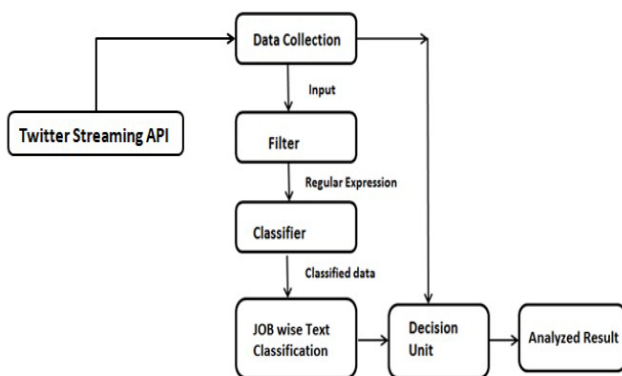 Data Collection
Input
Twitter Streaming API
Filter
Regular Expression
Classifier
Classified data
JOB wise Text
Classification
Decision
Unit
Analyzed Result